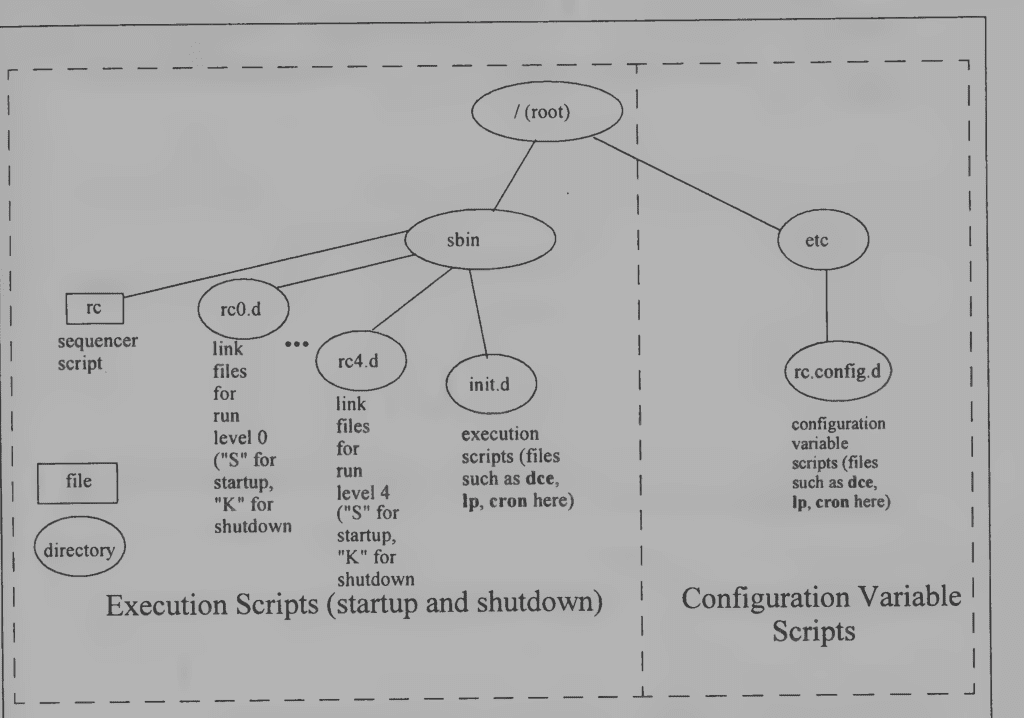 / (root)
sbin
etc
rc
sequencer
script
rc0.d
link
files
for
run
level 0
("S" for
startup,
"K" for
shutdown
•••
rc4.d
link
files
for
run
level 4
("S" for
startup,
"K" for
shutdown
init.d
execution
scripts (files
such as dce,
lp, cron here)
rc.config.d
configuration
variable
scripts (files
such as dce,
lp, cron here)
file
directory
Execution Scripts (startup and shutdown)
Configuration Variable
Scripts